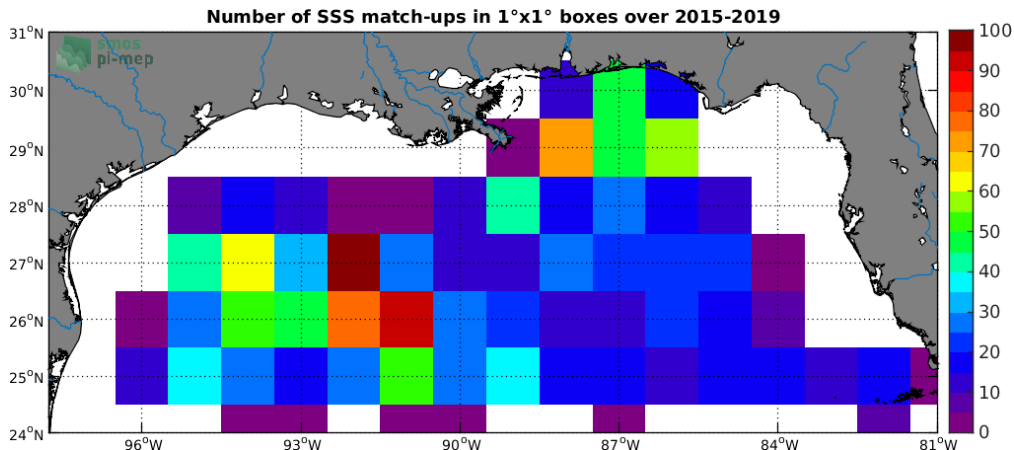 Number of SSS match-ups in 1°x1° boxes over 2015-2019
smos
pi-mep
31°N
30°N
29°N
28°N
27°N
26°N
25°N
24°N
96°W
93°W
90°W
87°W
84°W
81°W
100
90
80
70
60
50
40
30
20
10
0